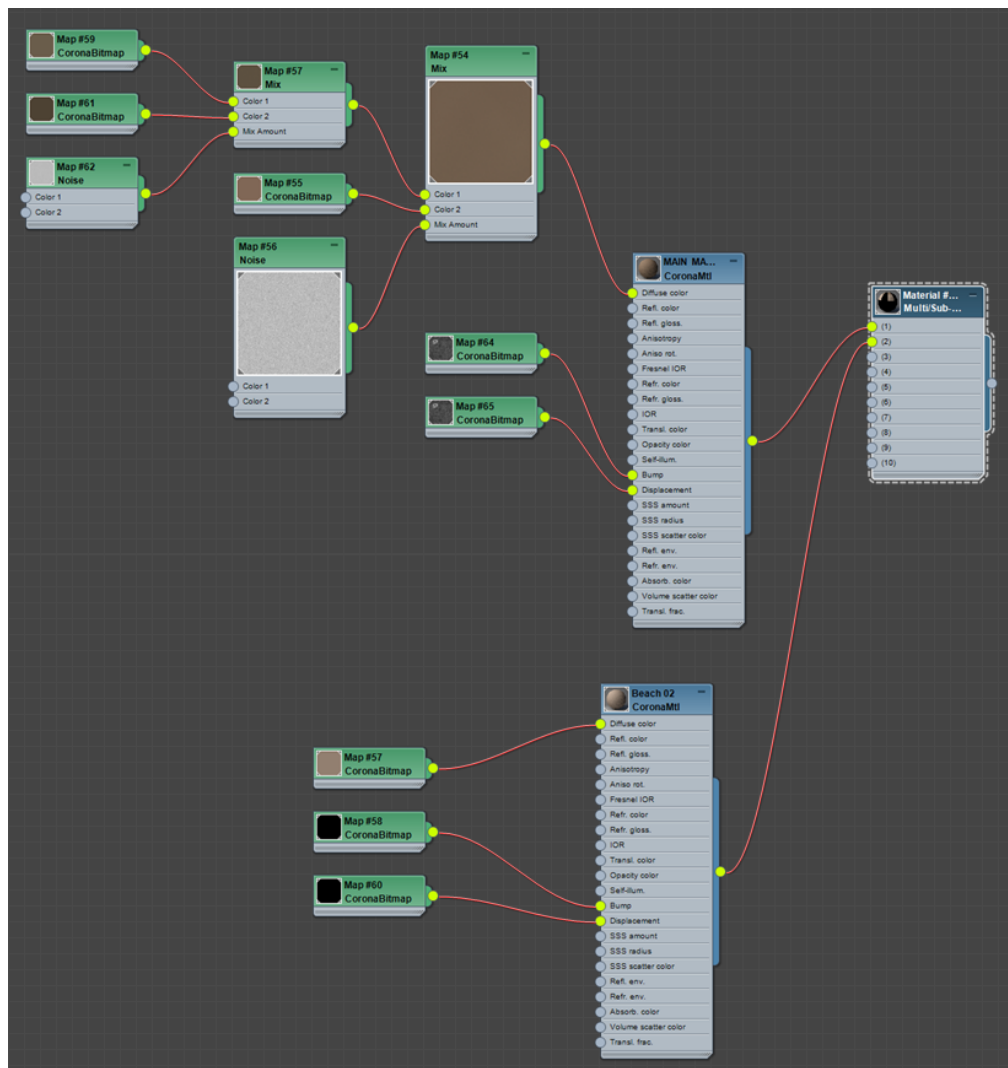 Map #59
CoronaBitmap
Map #61
CoronaBitmap
Map #62
Noise
Color 1
Color 2
Map #57
Mix
Color 1
Color 2
Mix Amount
Map #55
CoronaBitmap
Map #56
Noise
Color 1
Color 2
Map #54
Mix
Color 1
Color 2
Mix Amount
Map #64
CoronaBitmap
Map #65
CoronaBitmap
MAIN MA...
CoronaMtl
Diffuse color
Refl. color
Refl. gloss.
Anisotropy
Aniso rot.
Fresnel IOR
Refr. color
Refr. gloss.
IOR
Transl. color
Opacity color
Self-illum.
Bump
Displacement
SSS amount
SSS radius
SSS scatter color
Refl. env.
Refr. env.
Absorb. color
Volume scatter color
Transl. frac.
Material #...
Multi/Sub-...
(1)
(2)
(3)
(4)
(5)
(6)
(7)
(8)
(9)
(10)
Map #57
CoronaBitmap
Map #58
CoronaBitmap
Map #60
CoronaBitmap
Beach 02
CoronaMtl
Diffuse color
Refl. color
Refl. gloss.
Anisotropy
Aniso rot.
Fresnel IOR
Refr. color
Refr. gloss.
IOR
Transl. color
Opacity color
Self-illum.
Bump
Displacement
SSS amount
SSS radius
SSS scatter color
Refl. env.
Refr. env.
Absorb. color
Volume scatter color
Transl. frac.